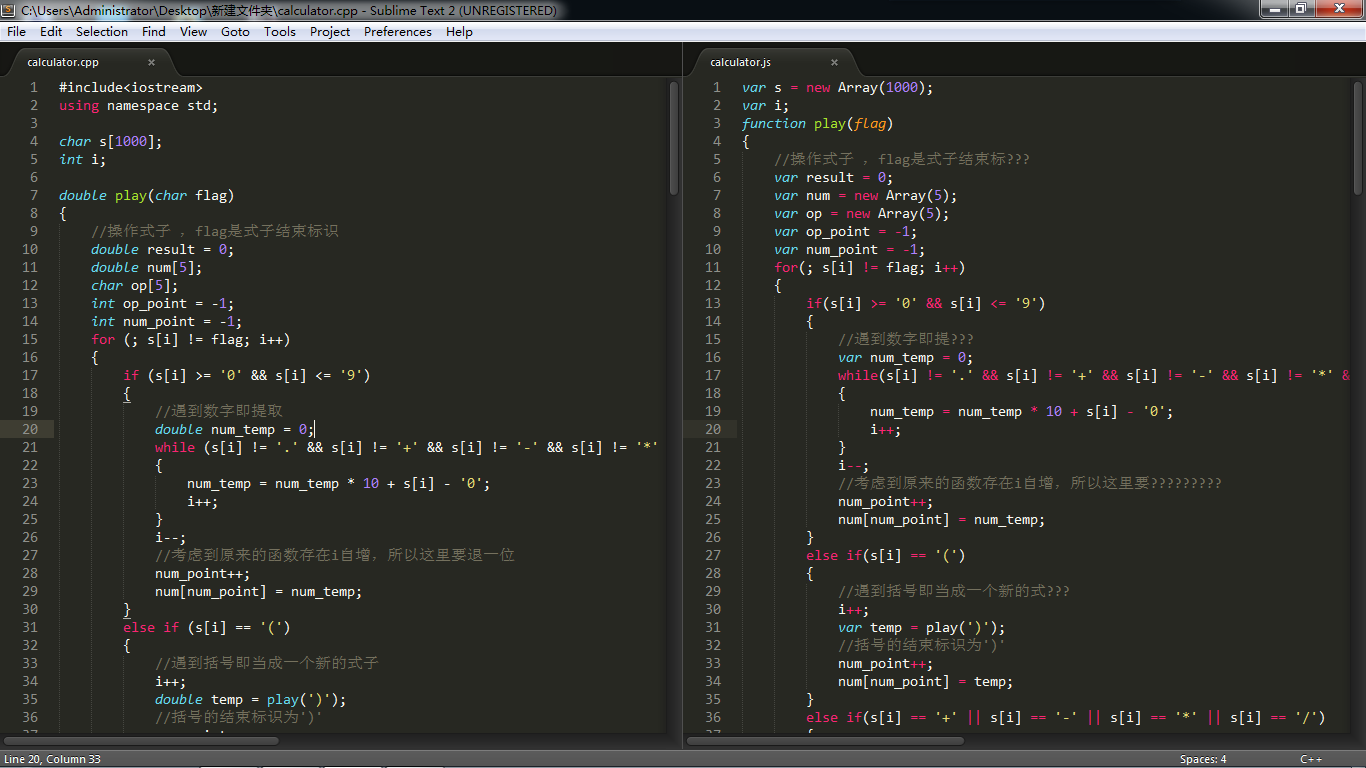 C:\Users\Administrator\Desktop\新建文件夹\calculator.cpp - Sublime Text 2 (UNREGISTERED)
File Edit Selection Find View Goto Tools Project Preferences Help
calculator.cpp ×
1 #include<iostream>
2 using namespace std;
3
4 char s[1000];
5 int i;
6
7 double play(char flag)
8 {
9 //操作式子 ，flag是式子结束标识
10 double result = 0;
11 double num[5];
12 char op[5];
13 int op_point = -1;
14 int num_point = -1;
15 for (; s[i] != flag; i++)
16 {
17 if (s[i] >= '0' && s[i] <= '9')
18 {
19 //遇到数字即提取
20 double num_temp = 0;
21 while (s[i] != '.' && s[i] != '+' && s[i] != '-' && s[i] != '*'
22 {
23 num_temp = num_temp * 10 + s[i] - '0';
24 i++;
25 }
26 i--;
27 //考虑到原来的函数存在i自增，所以这里要退一位
28 num_point++;
29 num[num_point] = num_temp;
30 }
31 else if (s[i] == '(')
32 {
33 //遇到括号即当成一个新的式子
34 i++;
35 double temp = play(')');
36 //括号的结束标识为')'
calculator.js ×
1 var s = new Array(1000);
2 var i;
3 function play(flag)
4 {
5 //操作式子 ，flag是式子结束标???
6 var result = 0;
7 var num = new Array(5);
8 var op = new Array(5);
9 var op_point = -1;
10 var num_point = -1;
11 for(; s[i] != flag; i++)
12 {
13 if(s[i] >= '0' && s[i] <= '9')
14 {
15 //遇到数字即提???
16 var num_temp = 0;
17 while(s[i] != '.' && s[i] != '+' && s[i] != '-' && s[i] != '*' &
18 {
19 num_temp = num_temp * 10 + s[i] - '0';
20 i++;
21 }
22 i--;
23 //考虑到原来的函数存在i自增，所以这里要?????????
24 num_point++;
25 num[num_point] = num_temp;
26 }
27 else if(s[i] == '(')
28 {
29 //遇到括号即当成一个新的式???
30 i++;
31 var temp = play(')');
32 //括号的结束标识为')'
33 num_point++;
34 num[num_point] = temp;
35 }
36 else if(s[i] == '+' || s[i] == '-' || s[i] == '*' || s[i] == '/')
Line 20, Column 33 Spaces: 4 C++